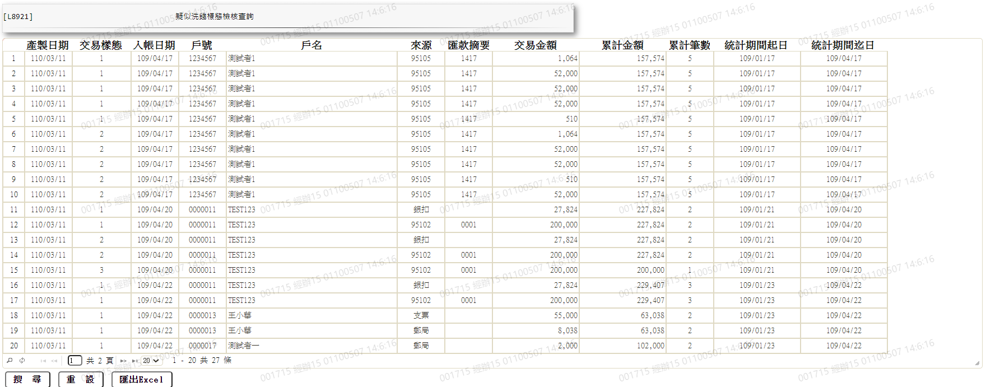 [L8921] 疑似洗錢樣態檢核查詢
產製日期 交易樣態 入帳日期 戶號 戶名 來源 匯款摘要 交易金額 累計金額 累計筆數 統計期間起日 統計期間迄日
1 110/03/11 1 109/04/17 1234567 測試者1 95105 1417 1,064 157,574 5 109/01/17 109/04/17
2 110/03/11 1 109/04/17 1234567 測試者1 95105 1417 52,000 157,574 5 109/01/17 109/04/17
3 110/03/11 1 109/04/17 1234567 測試者1 95105 1417 52,000 157,574 5 109/01/17 109/04/17
4 110/03/11 1 109/04/17 1234567 測試者1 95105 1417 52,000 157,574 5 109/01/17 109/04/17
5 110/03/11 1 109/04/17 1234567 測試者1 95105 1417 510 157,574 5 109/01/17 109/04/17
6 110/03/11 2 109/04/17 1234567 測試者1 95105 1417 1,064 157,574 5 109/01/17 109/04/17
7 110/03/11 2 109/04/17 1234567 測試者1 95105 1417 52,000 157,574 5 109/01/17 109/04/17
8 110/03/11 2 109/04/17 1234567 測試者1 95105 1417 52,000 157,574 5 109/01/17 109/04/17
9 110/03/11 2 109/04/17 1234567 測試者1 95105 1417 510 157,574 5 109/01/17 109/04/17
10 110/03/11 2 109/04/17 1234567 測試者1 95105 1417 52,000 157,574 5 109/01/17 109/04/17
11 110/03/11 1 109/04/20 0000011 TEST123 銀扣 27,824 227,824 2 109/01/21 109/04/20
12 110/03/11 1 109/04/20 0000011 TEST123 95102 0001 200,000 227,824 2 109/01/21 109/04/20
13 110/03/11 2 109/04/20 0000011 TEST123 銀扣 27,824 227,824 2 109/01/21 109/04/20
14 110/03/11 2 109/04/20 0000011 TEST123 95102 0001 200,000 227,824 2 109/01/21 109/04/20
15 110/03/11 3 109/04/20 0000011 TEST123 95102 0001 200,000 200,000 1 109/01/21 109/04/20
16 110/03/11 1 109/04/22 0000011 TEST123 銀扣 27,824 229,407 3 109/01/23 109/04/22
17 110/03/11 1 109/04/22 0000011 TEST123 95102 0001 200,000 229,407 3 109/01/23 109/04/22
18 110/03/11 1 109/04/22 0000013 王小華 支票 55,000 63,038 2 109/01/23 109/04/22
19 110/03/11 1 109/04/22 0000013 王小華 郵局 8,038 63,038 2 109/01/23 109/04/22
20 110/03/11 1 109/04/22 0000017 測試者一 郵局 2,000 102,000 2 109/01/23 109/04/22
1 共 2 頁 20 1 - 20 共 27 條
搜 尋 重 設 匯出Excel
001715 經辦15 01100507 14:6:16